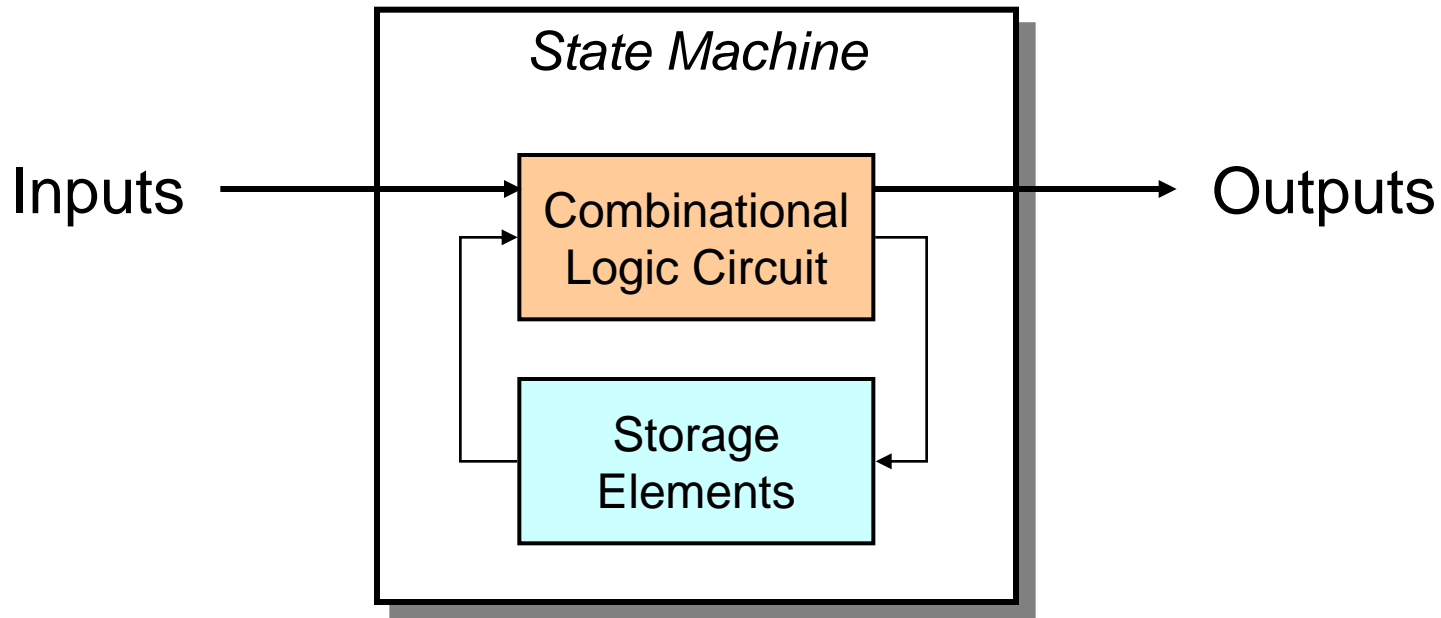 State Machine
Inputs
Combinational
Logic Circuit
Outputs
Storage
Elements